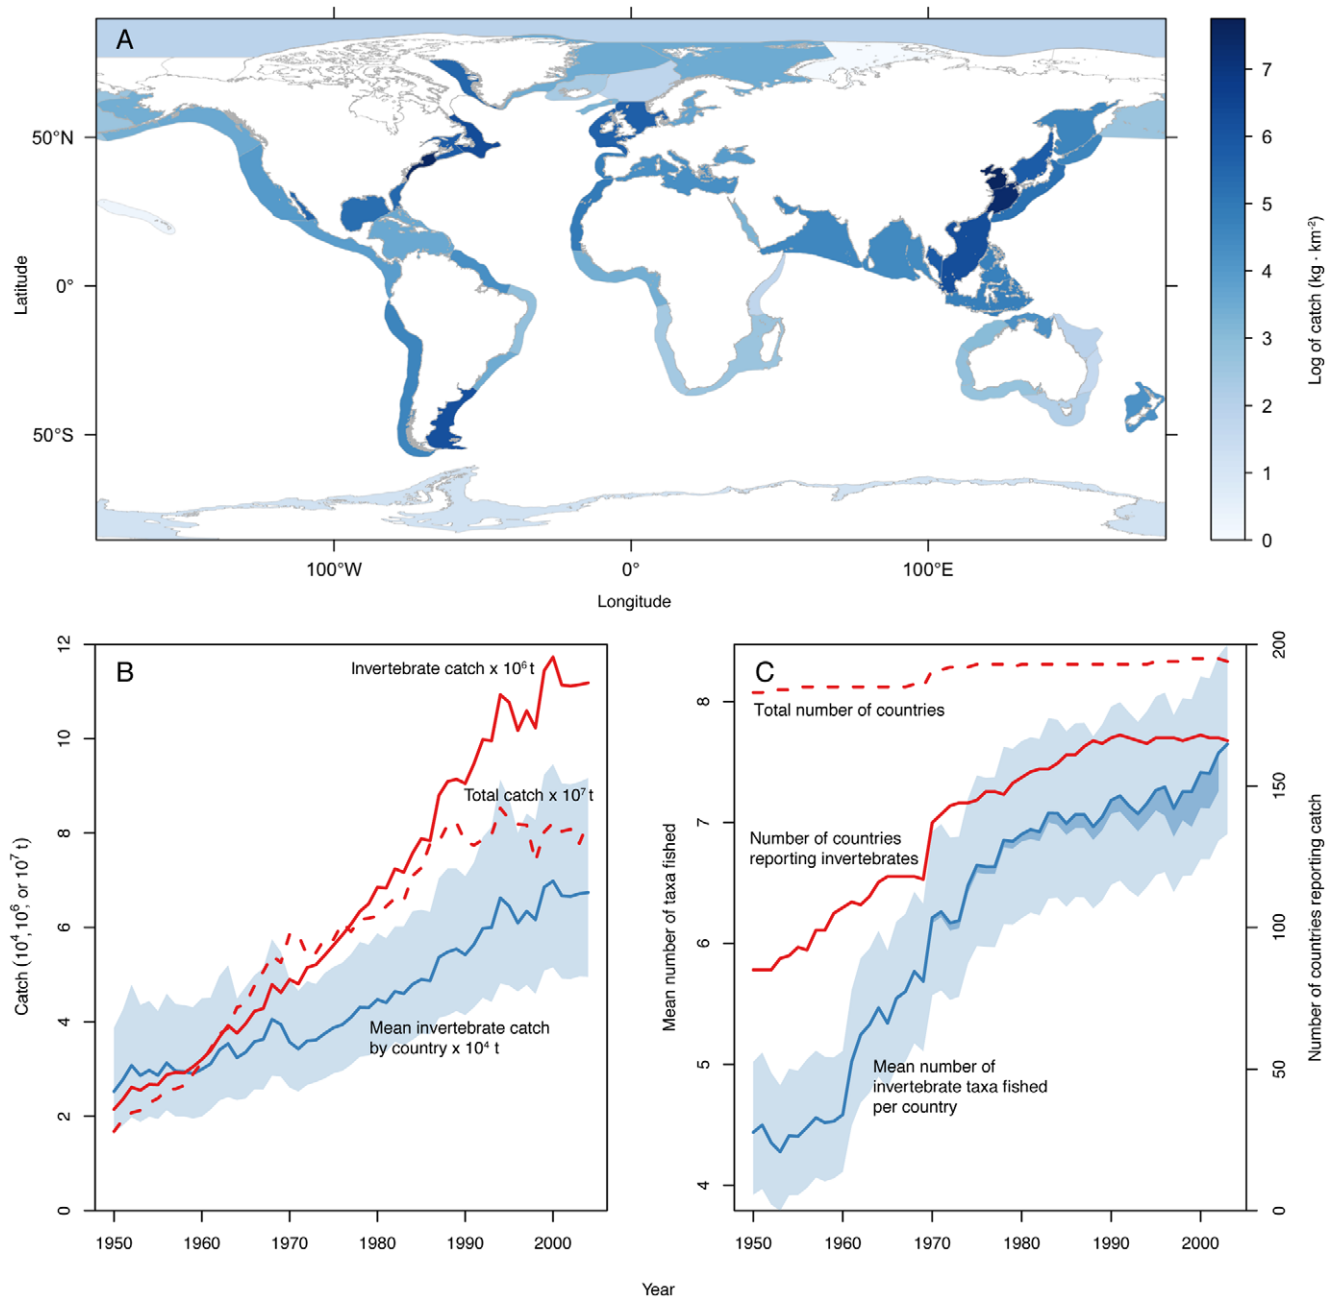 A
50°N
0°
50°S
Latitude
100°W
0°
100°E
Longitude
7
6
5
4
3
2
1
0
Log of catch (kg · km⁻²)
B
Invertebrate catch x 10⁶ t
Total catch x 10⁷ t
Mean invertebrate catch
by country x 10⁴ t
12
10
8
6
4
2
0
Catch (10⁴, 10⁶, or 10⁷ t)
1950
1960
1970
1980
1990
2000
C
Total number of countries
Number of countries
reporting invertebrates
Mean number of
invertebrate taxa fished
per country
8
7
6
5
4
Mean number of taxa fished
200
150
100
50
0
Number of countries reporting catch
1950
1960
1970
1980
1990
2000
Year